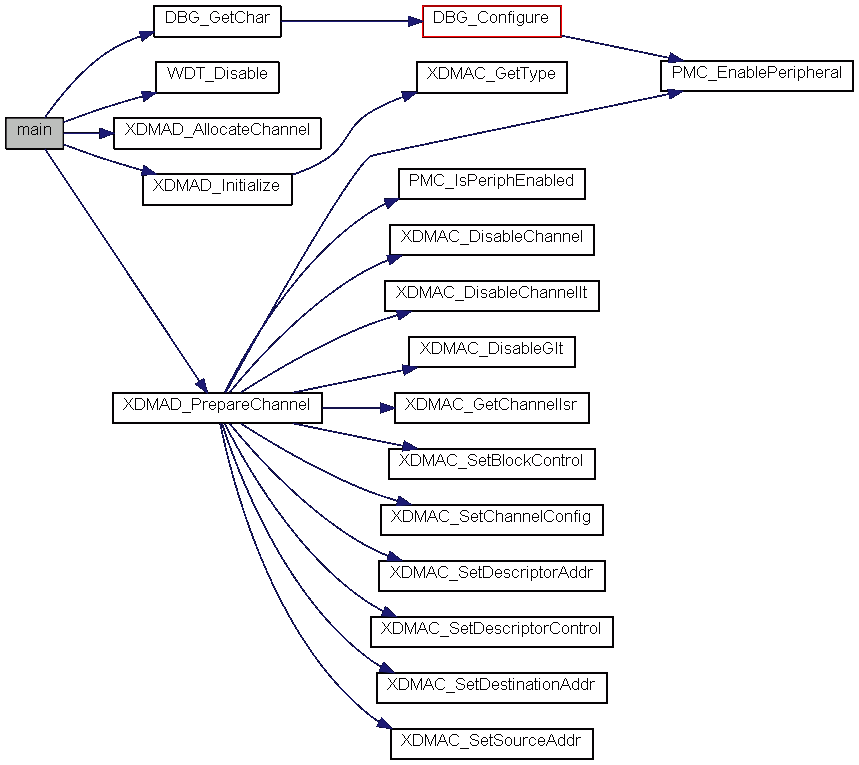 DBG_GetChar
DBG_Configure
WDT_Disable
XDMAC_GetType
PMC_EnablePeripheral
main
XDMAD_AllocateChannel
XDMAD_Initialize
PMC_IsPeriphEnabled
XDMAC_DisableChannel
XDMAC_DisableChannelIt
XDMAC_DisableGIt
XDMAD_PrepareChannel
XDMAC_GetChannelIsr
XDMAC_SetBlockControl
XDMAC_SetChannelConfig
XDMAC_SetDescriptorAddr
XDMAC_SetDescriptorControl
XDMAC_SetDestinationAddr
XDMAC_SetSourceAddr